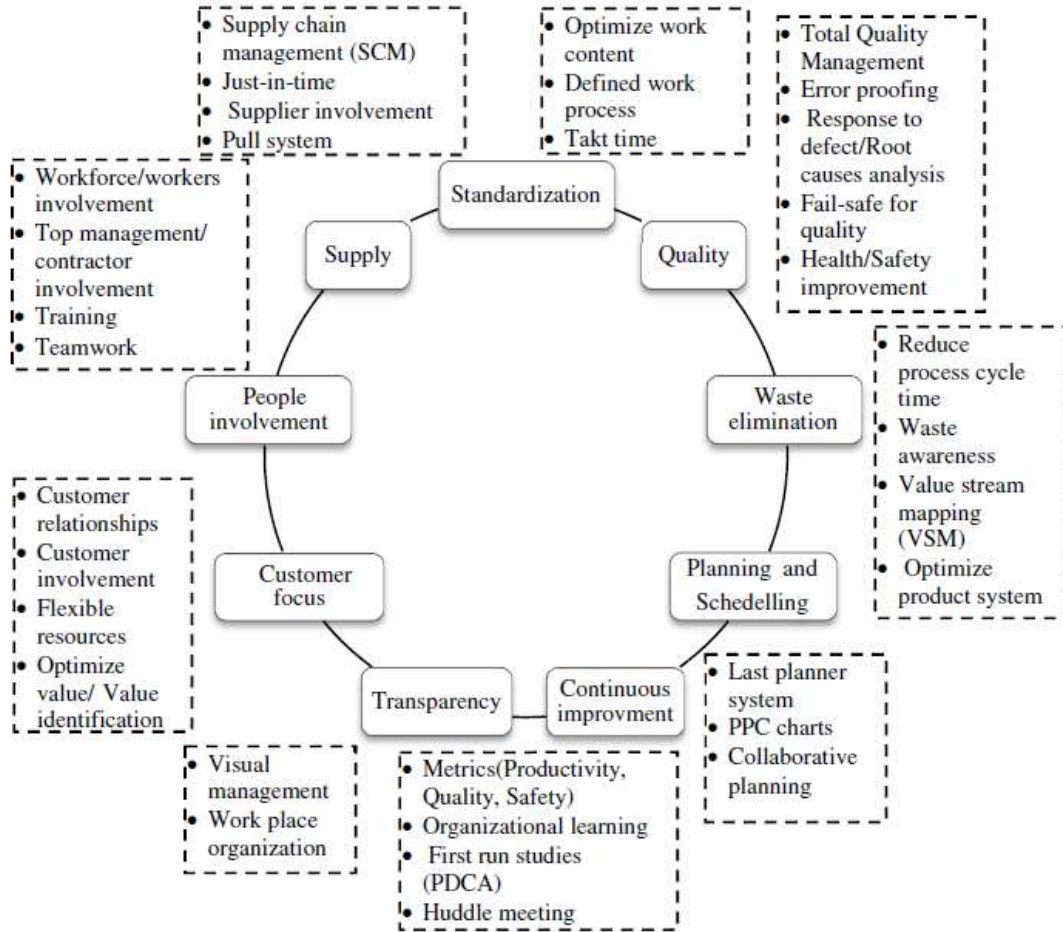 • Supply chain
management (SCM)
• Just-in-time
• Supplier involvement
• Pull system
• Optimize work
content
• Defined work
process
• Takt time
• Total Quality
Management
• Error proofing
• Response to
defect/Root
causes analysis
• Fail-safe for
quality
• Health/Safety
improvement
• Workforce/workers
involvement
• Top management/
contractor
involvement
• Training
• Teamwork
Standardization
Supply
Quality
People
involvement
Waste
elimination
• Reduce
process cycle
time
• Waste
awareness
• Value stream
mapping
(VSM)
• Optimize
product system
• Customer
relationships
• Customer
involvement
• Flexible
resources
• Optimize
value/ Value
identification
Customer
focus
Planning and
Schedelling
Transparency
Continuous
improvment
• Last planner
system
• PPC charts
• Collaborative
planning
• Visual
management
• Work place
organization
• Metrics(Productivity,
Quality, Safety)
• Organizational learning
• First run studies
(PDCA)
• Huddle meeting